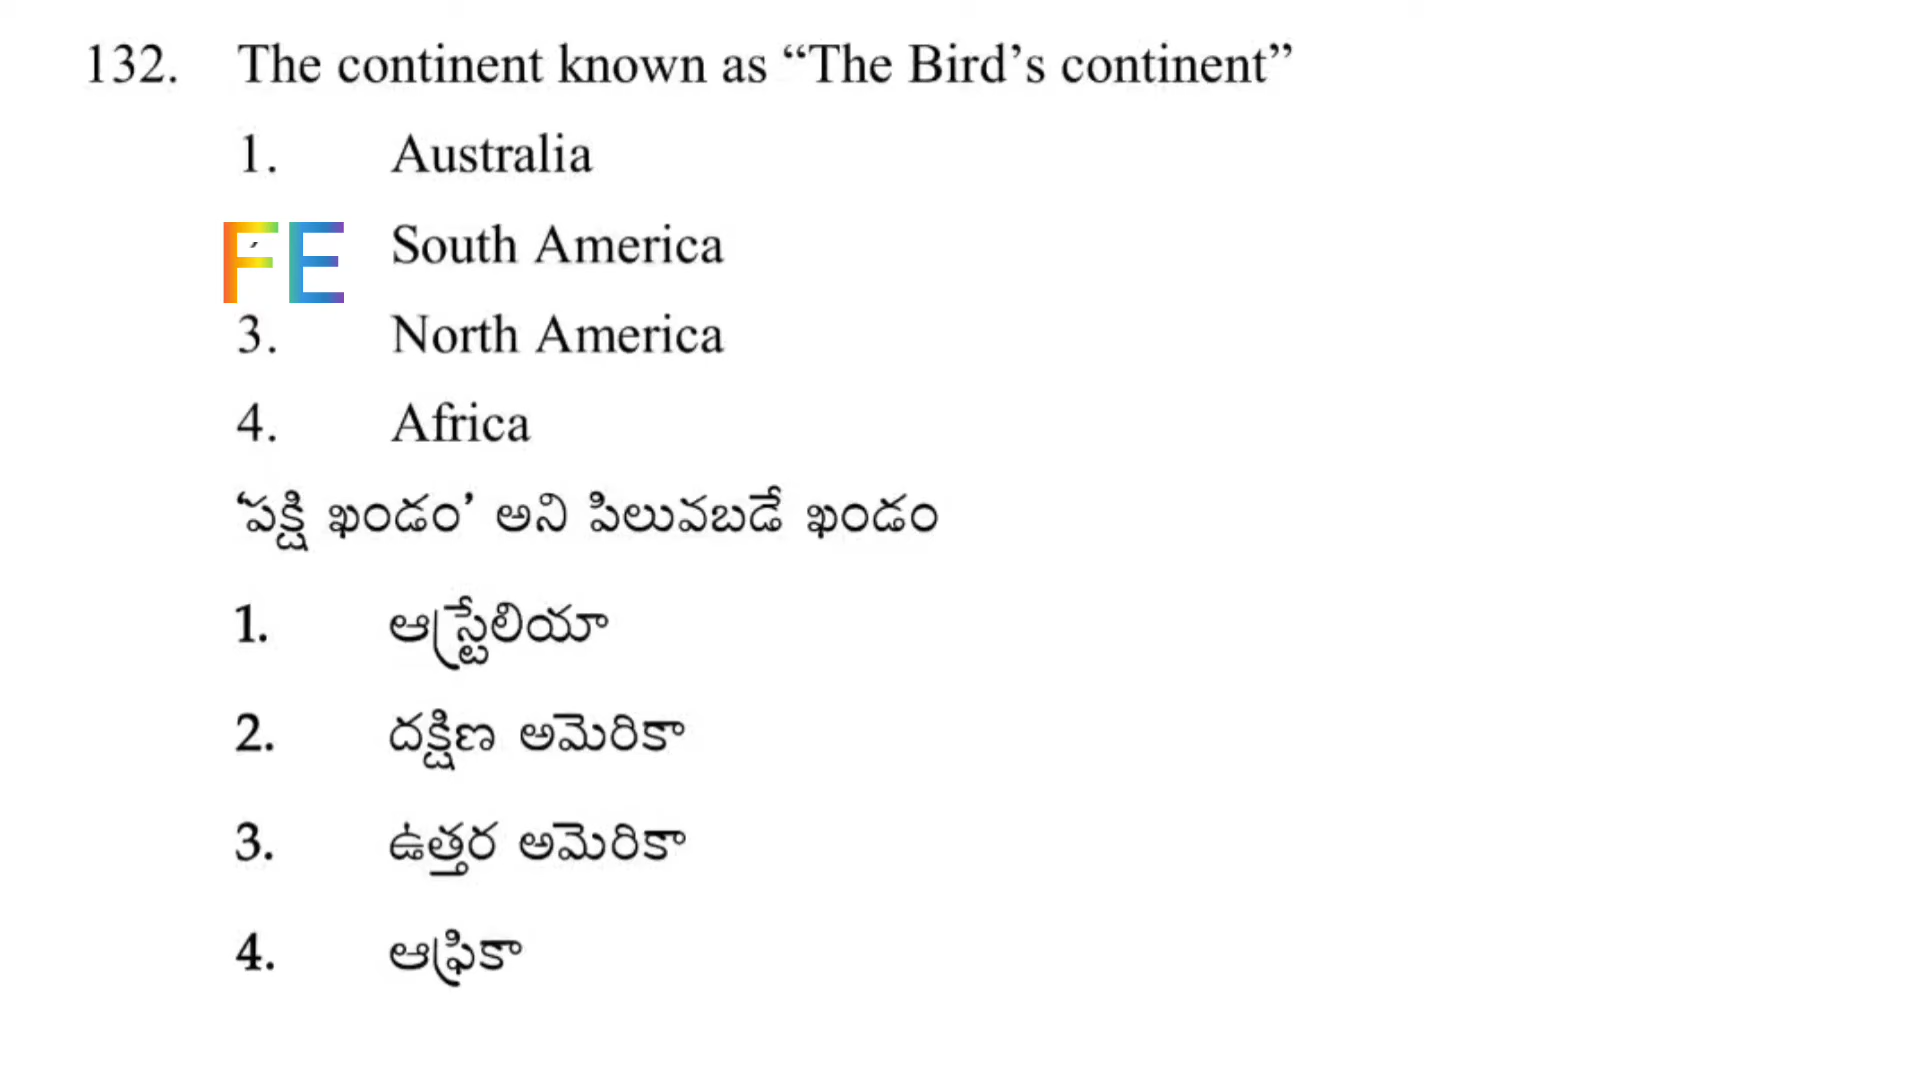 132. The continent known as “The Bird’s continent”
1. Australia
FE South America
3. North America
4. Africa
‘పక్షి ఖండం’ అని పిలువబడే ఖండం
1. ఆస్ట్రేలియా
2. దక్షిణ అమెరికా
3. ఉత్తర అమెరికా
4. ఆఫ్రికా